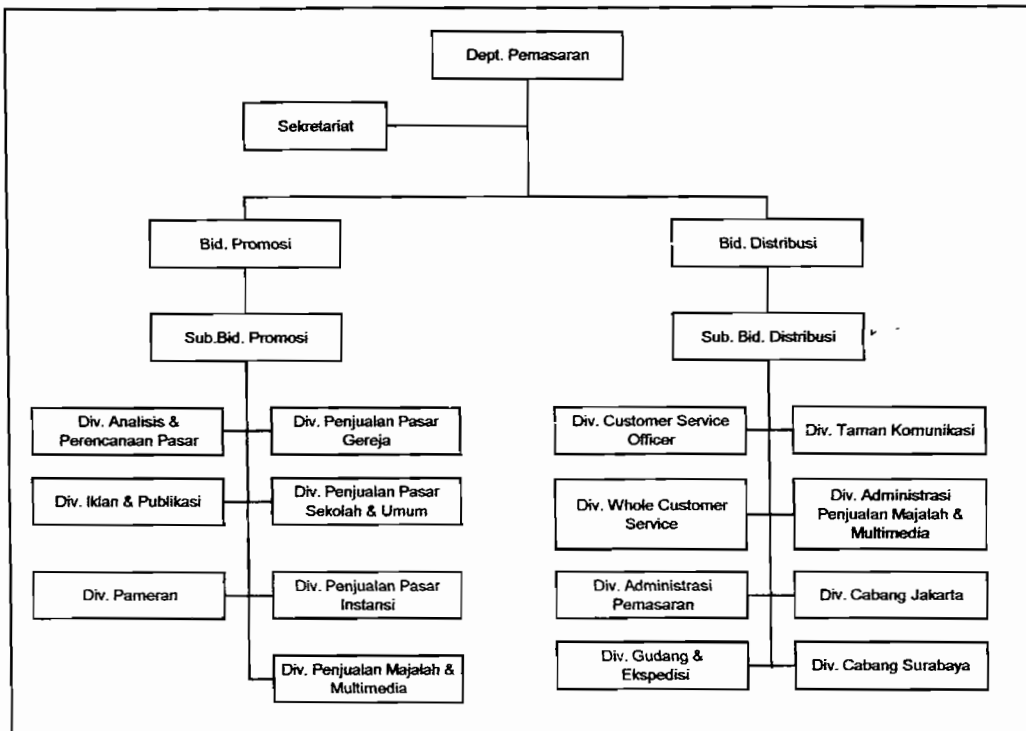 Dept. Pemasaran
Sekretariat
Bid. Promosi
Bid. Distribusi
Sub.Bid. Promosi
Sub. Bid. Distribusi
Div. Analisis &
Perencanaan Pasar
Div. Penjualan Pasar
Gereja
Div. Customer Service
Officer
Div. Taman Komunikasi
Div. Iklan & Publikasi
Div. Penjualan Pasar
Sekolah & Umum
Div. Whole Customer
Service
Div. Administrasi
Penjualan Majalah &
Multimedia
Div. Pameran
Div. Penjualan Pasar
Instansi
Div. Administrasi
Pemasaran
Div. Cabang Jakarta
Div. Penjualan Majalah &
Multimedia
Div. Gudang &
Ekspedisi
Div. Cabang Surabaya